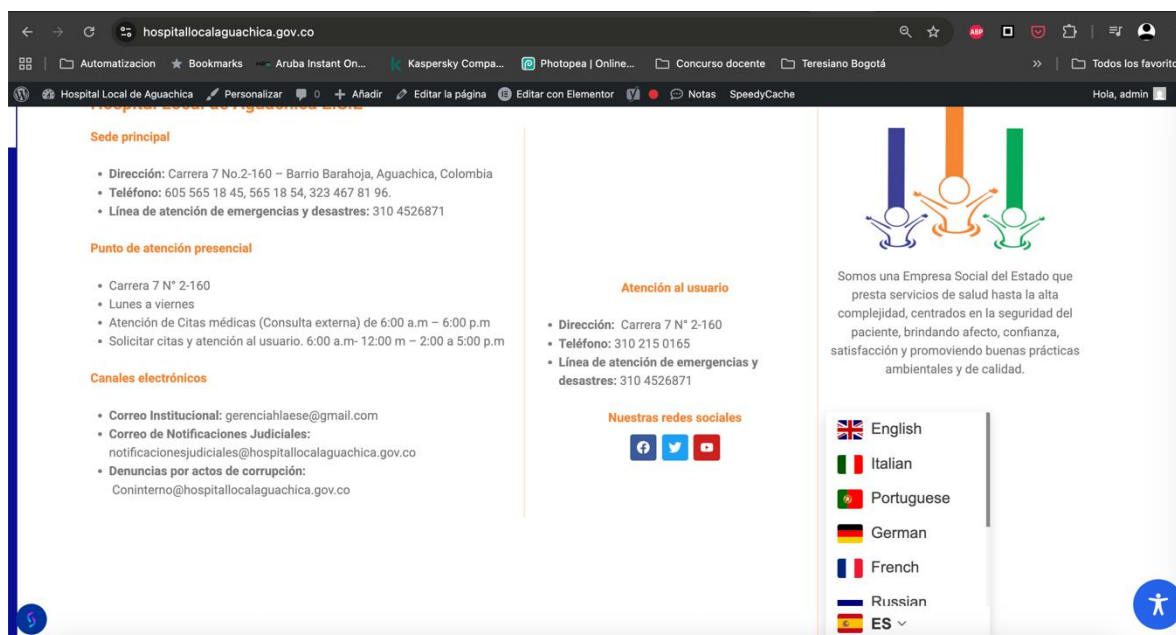 hospitallocalaguachica.gov.co
ABP
Automatizacion
Bookmarks
Aruba Instant On...
Kaspersky Compa...
Photopea | Online...
Concurso docente
Teresiano Bogotá
»
Todos los favorito
Hospital Local de Aguachica
Personalizar
0
Añadir
Editar la página
Editar con Elementor
Notas
SpeedyCache
Hola, admin
Hospital Local de Aguachica E.S.E
Sede principal
• Dirección: Carrera 7 No.2-160 – Barrio Barahoja, Aguachica, Colombia
• Teléfono: 605 565 18 45, 565 18 54, 323 467 81 96.
• Línea de atención de emergencias y desastres: 310 4526871
Punto de atención presencial
• Carrera 7 N° 2-160
• Lunes a viernes
• Atención de Citas médicas (Consulta externa) de 6:00 a.m – 6:00 p.m
• Solicitar citas y atención al usuario. 6:00 a.m- 12:00 m – 2:00 a 5:00 p.m
Canales electrónicos
• Correo Institucional: gerenciahlaese@gmail.com
• Correo de Notificaciones Judiciales:
notificacionesjudiciales@hospitallocalaguachica.gov.co
• Denuncias por actos de corrupción:
Coninterno@hospitallocalaguachica.gov.co
Atención al usuario
• Dirección: Carrera 7 N° 2-160
• Teléfono: 310 215 0165
• Línea de atención de emergencias y
desastres: 310 4526871
Nuestras redes sociales
Somos una Empresa Social del Estado que
presta servicios de salud hasta la alta
complejidad, centrados en la seguridad del
paciente, brindando afecto, confianza,
satisfacción y promoviendo buenas prácticas
ambientales y de calidad.
English
Italian
Portuguese
German
French
Russian
ES